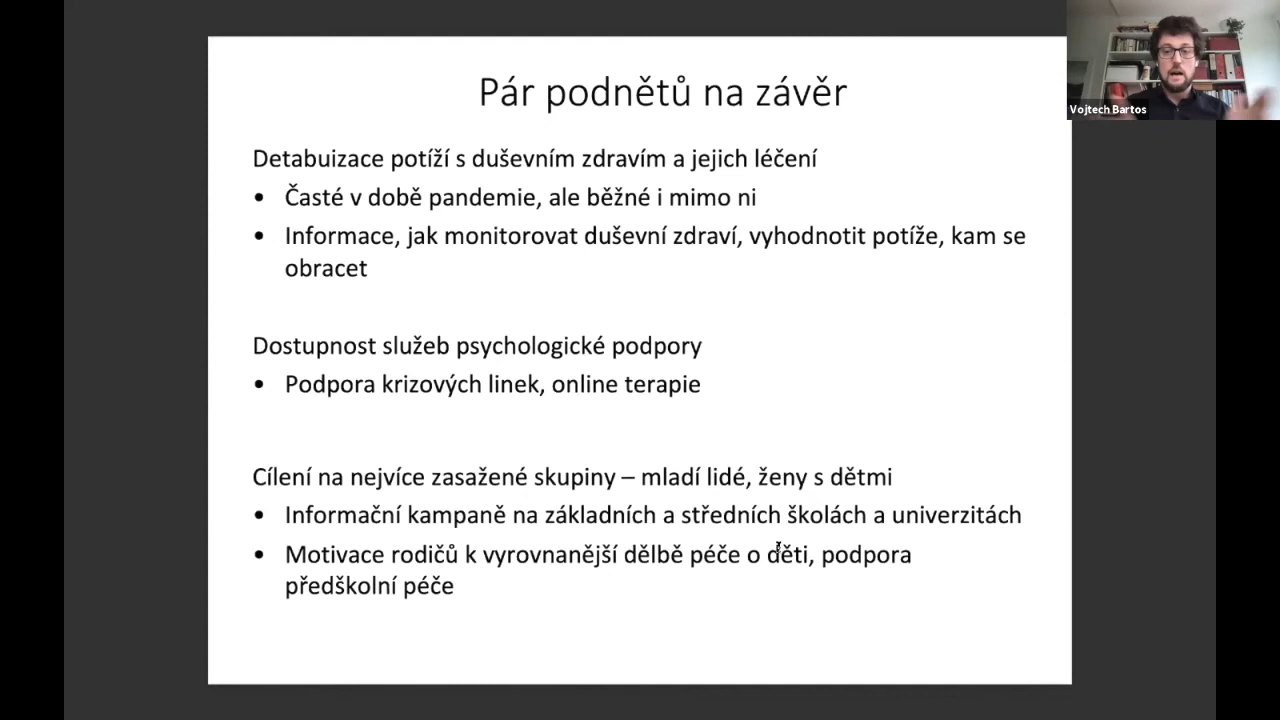 Pár podnětů na závěr
Vojtech Bartos
Detabuizace potíží s duševním zdravím a jejich léčení
• Časté v době pandemie, ale běžné i mimo ni
• Informace, jak monitorovat duševní zdraví, vyhodnotit potíže, kam se
obracet
Dostupnost služeb psychologické podpory
• Podpora krizových linek, online terapie
Cílení na nejvíce zasažené skupiny – mladí lidé, ženy s dětmi
• Informační kampaně na základních a středních školách a univerzitách
• Motivace rodičů k vyrovnanější dělbě péče o děti, podpora
předškolní péče